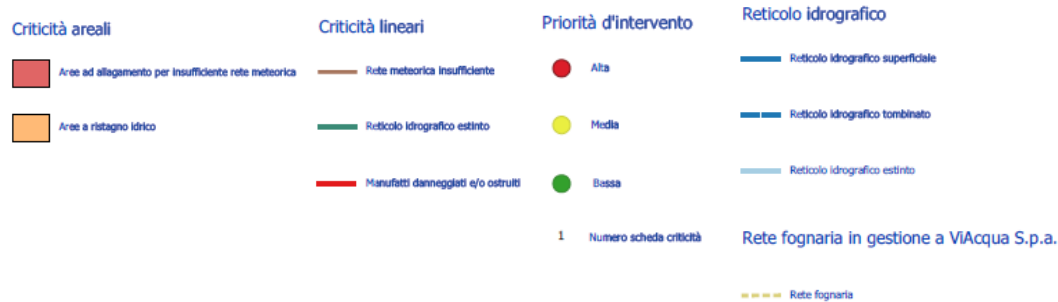 Criticità areali
Aree ad allagamento per insufficiente rete meteorica
Aree a ristagno idrico
Criticità lineari
Rete meteorica insufficiente
Reticolo idrografico estinto
Manufatti danneggiati e/o ostruiti
Priorità d'intervento
Alta
Media
Bassa
1 Numero scheda criticità
Reticolo idrografico
Reticolo idrografico superficiale
Reticolo idrografico tombinato
Reticolo idrografico estinto
Rete fognaria in gestione a ViAcqua S.p.a.
Rete fognaria